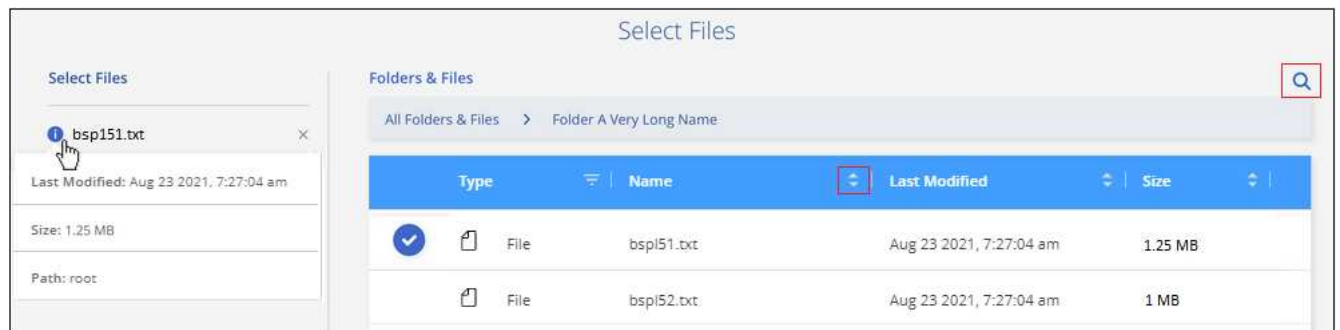 Select Files
Select Files
bsp151.txt
Last Modified: Aug 23 2021, 7:27:04 am
Size: 1.25 MB
Path: root
Folders & Files
All Folders & Files > Folder A Very Long Name
Type Name Last Modified Size
File bspl51.txt Aug 23 2021, 7:27:04 am 1.25 MB
File bspl52.txt Aug 23 2021, 7:27:04 am 1 MB